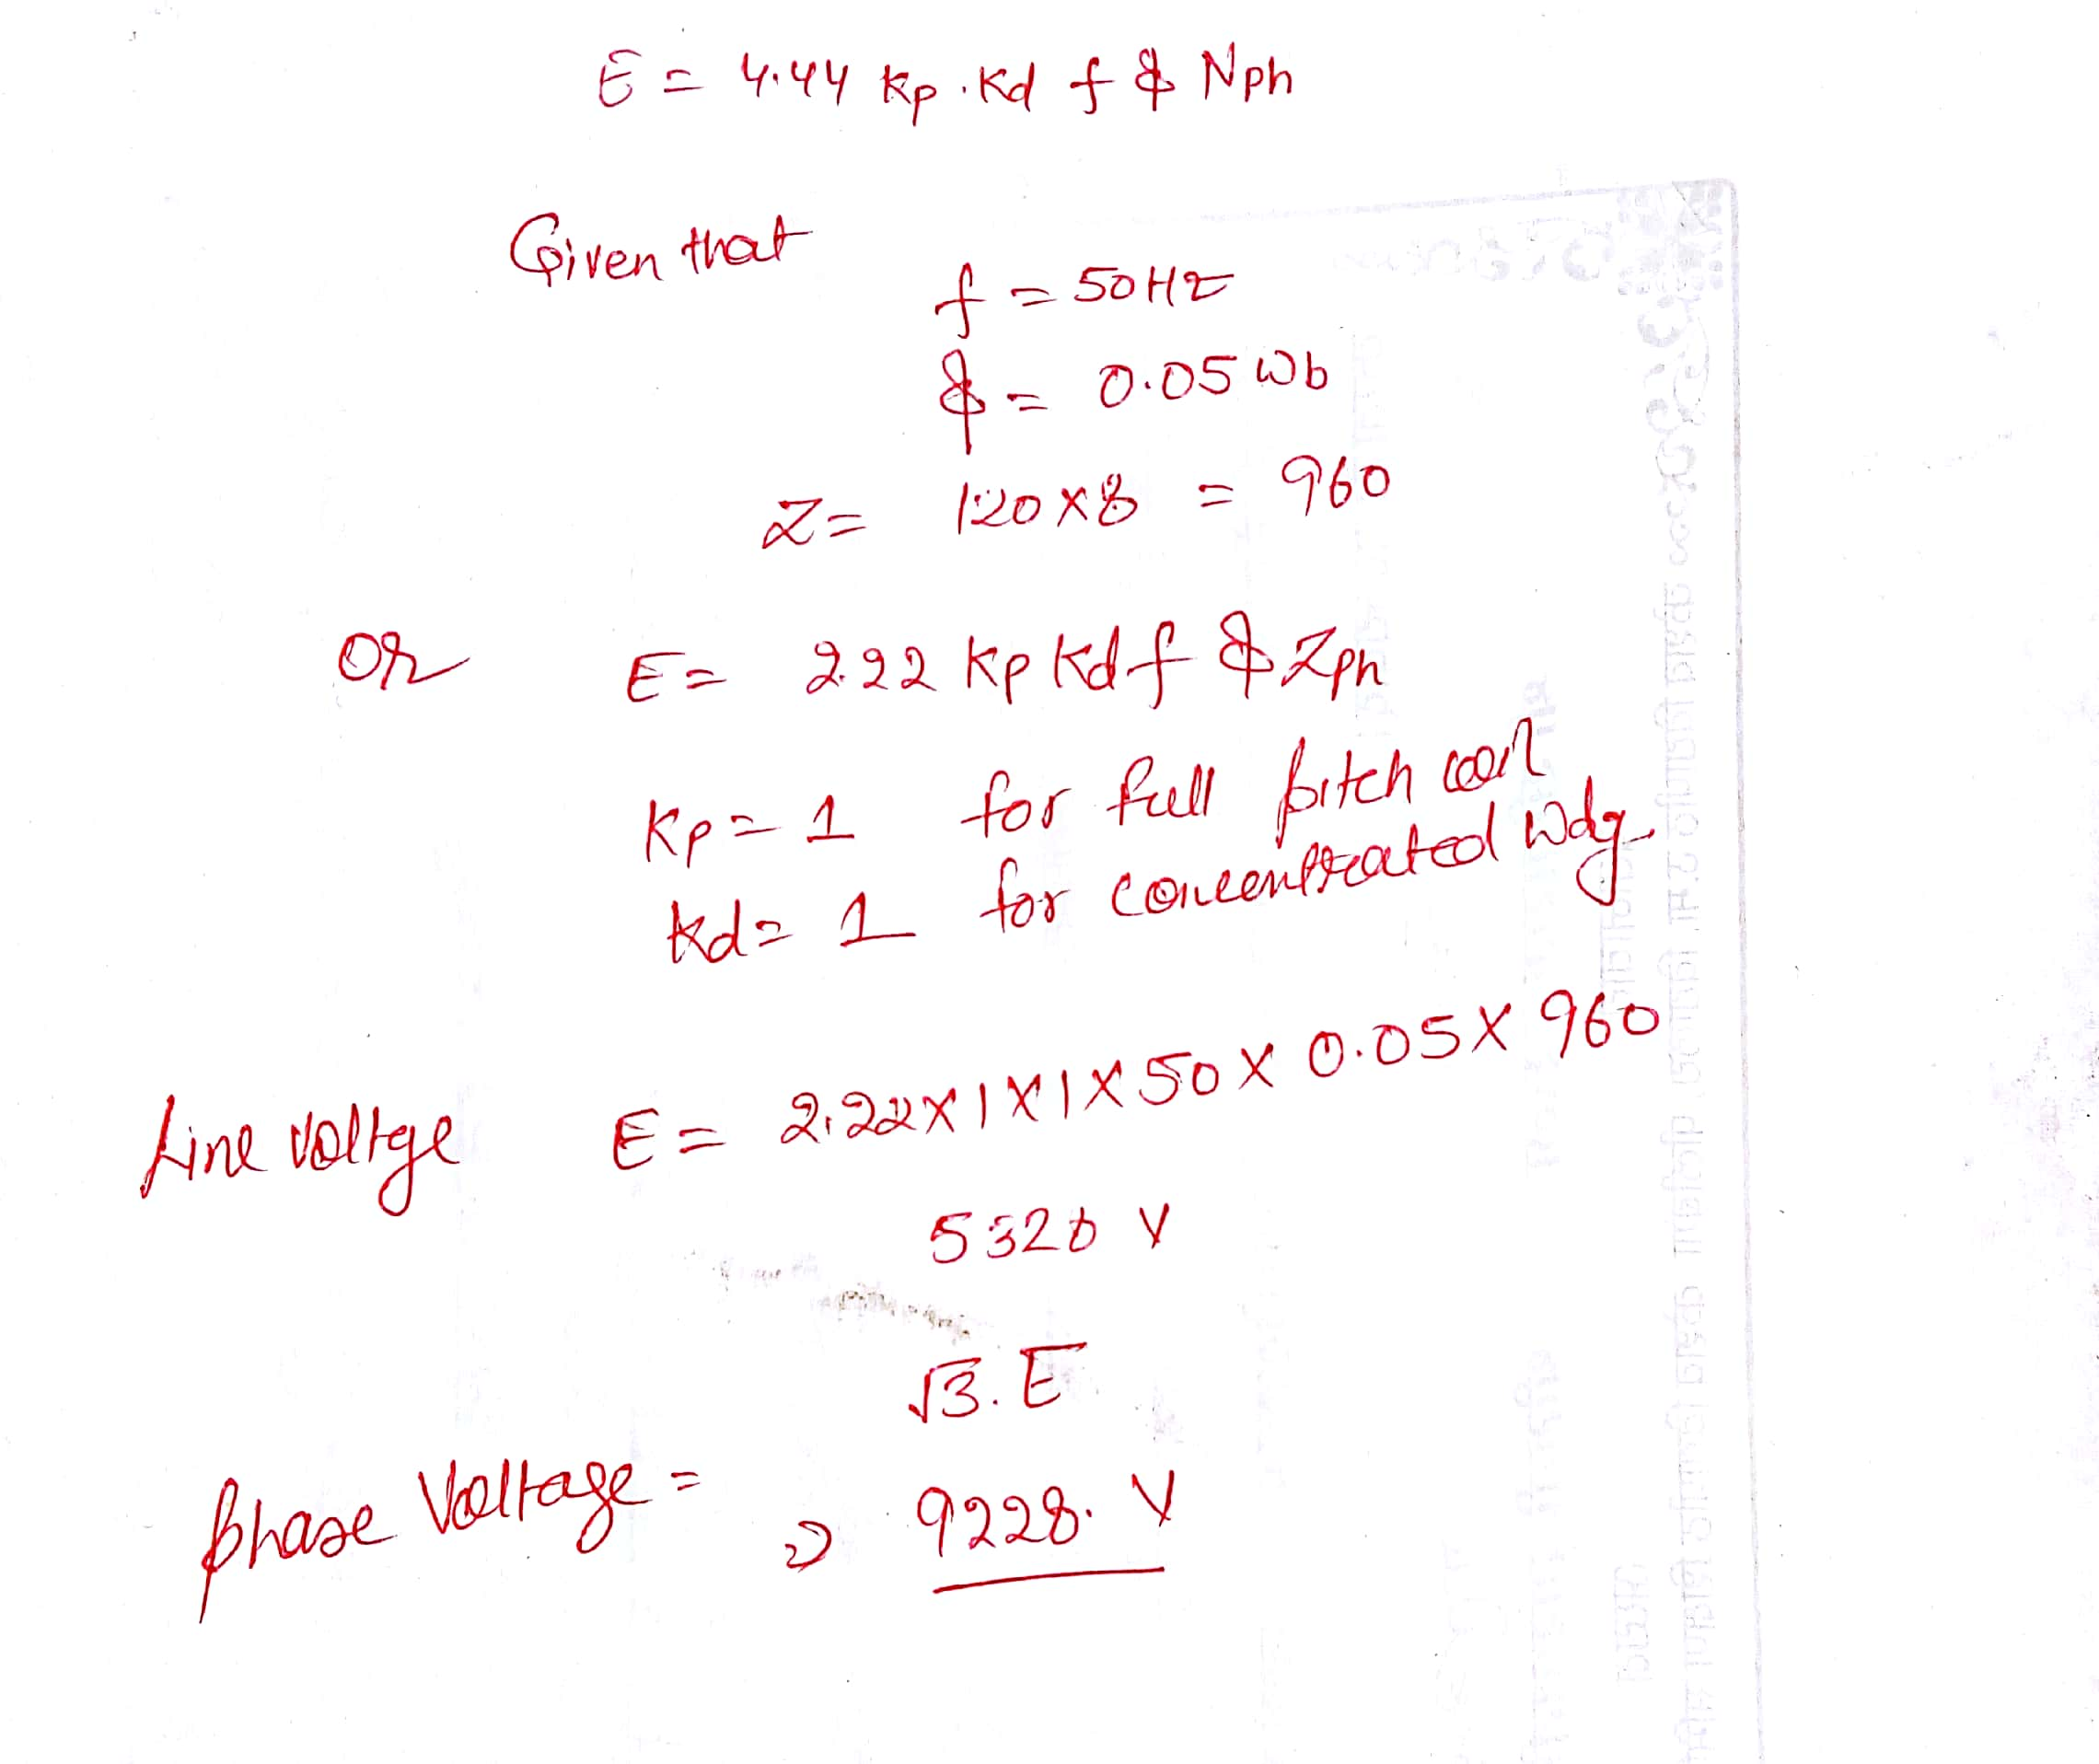 E = 4.44 Kp . Kd f ϕ Nph
Given that
f = 50Hz
ϕ = 0.05 Wb
Z = 120 x 8 = 960
Or E = 2.22 Kp Kd f ϕ Zph
Kp = 1 for full pitch coil
Kd = 1 for concentrated wdg.
Line voltge E = 2.22 x 1 x 1 x 50 x 0.05 x 960
5328 V
√3 . E
phase Voltage =
⇒ 9228. V